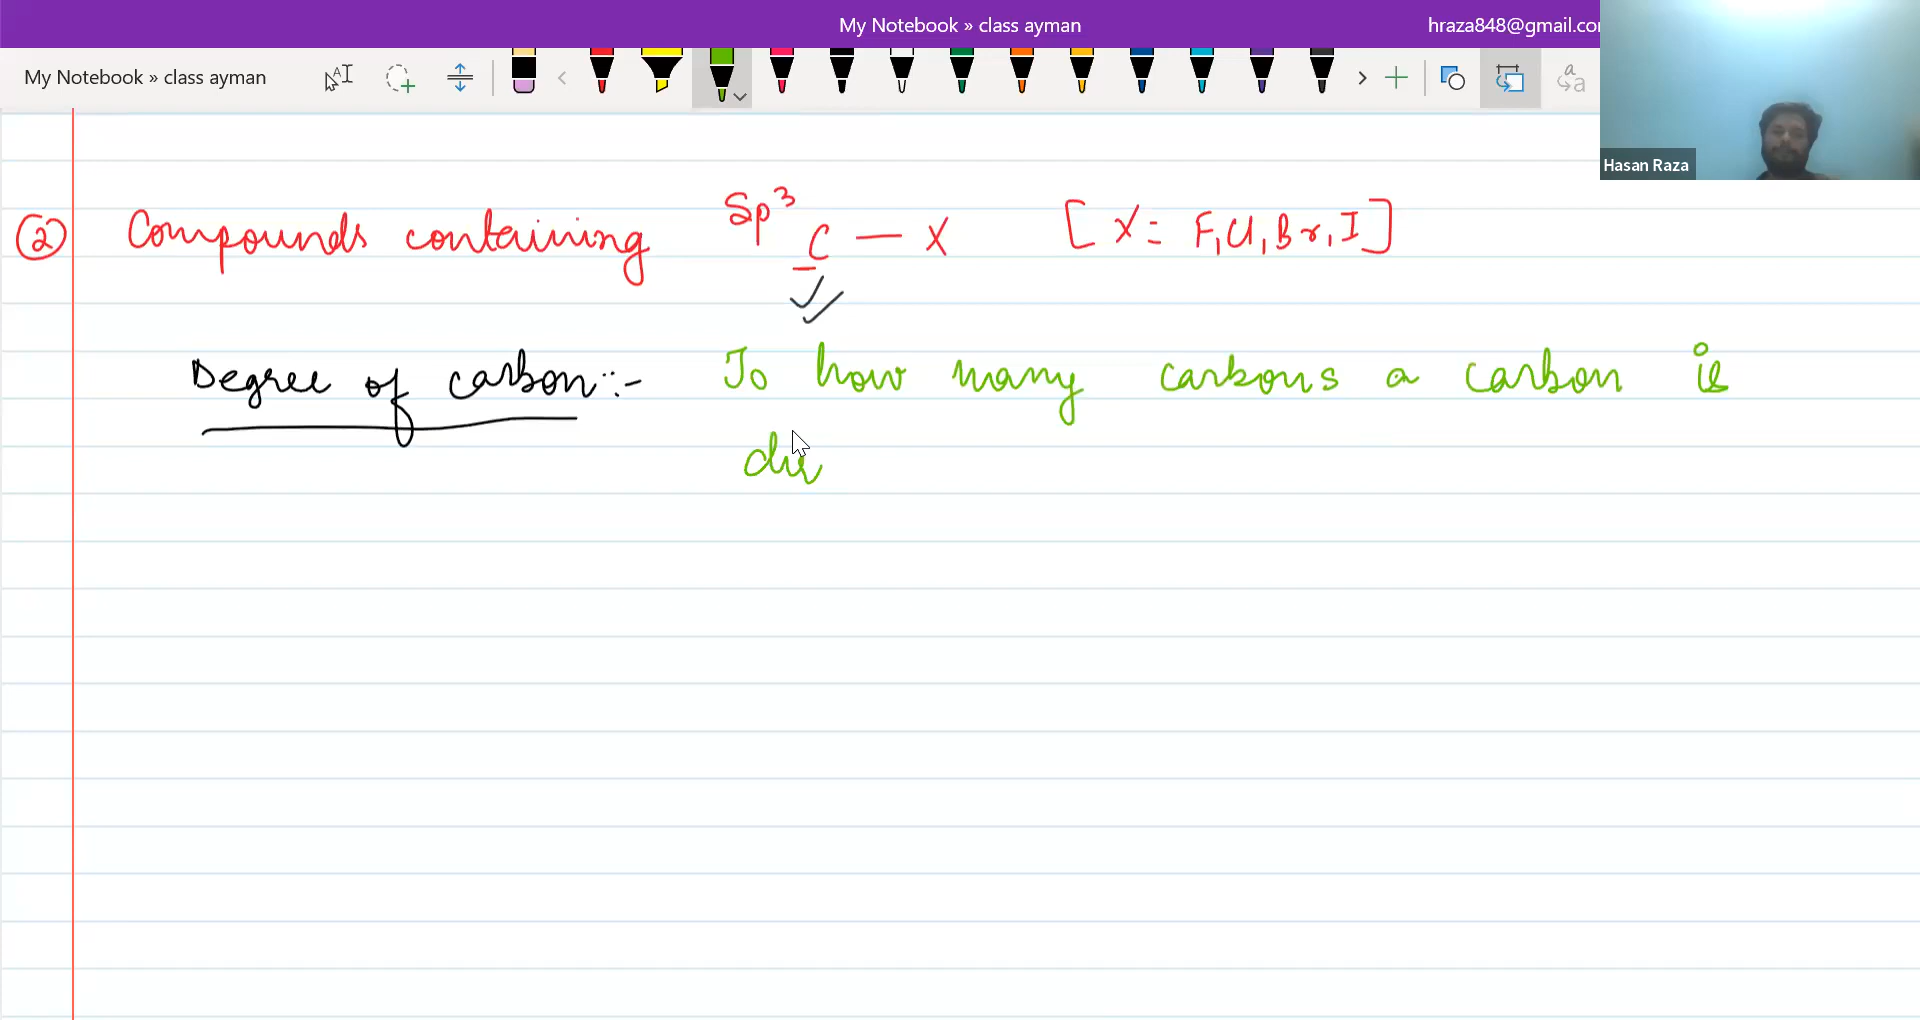 My Notebook » class ayman
hraza848@gmail.co
My Notebook » class ayman
Hasan Raza
(2) Compounds containing Sp³ C — X [ X = F, Cl, Br, I ]
Degree of carbon :- To how many carbons a carbon is